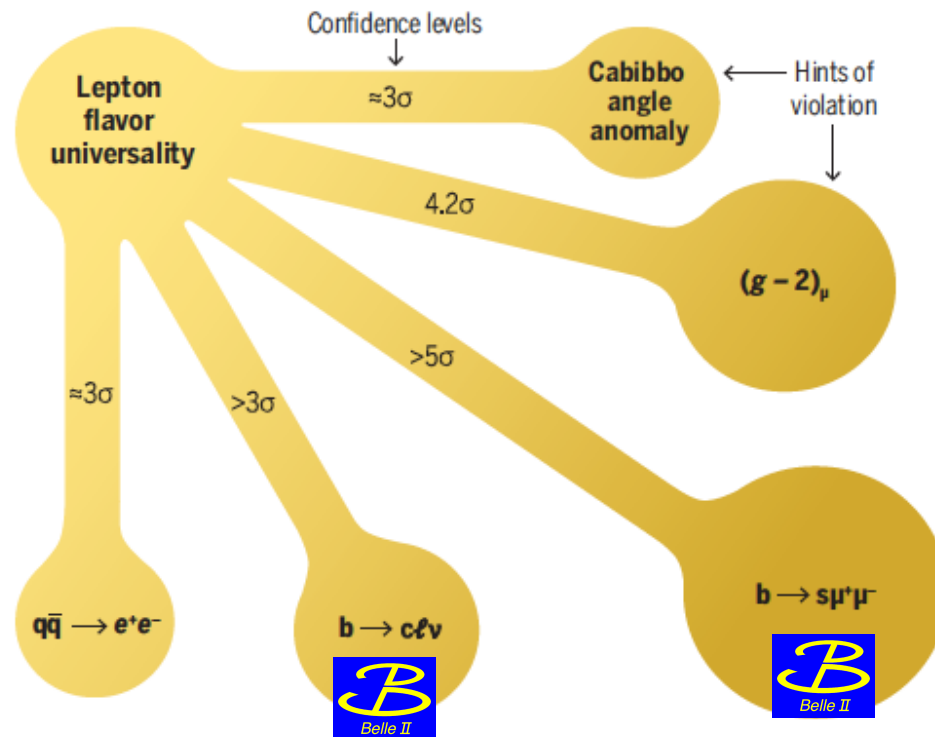 Confidence levels
Lepton
flavor
universality
≈3σ
Cabibbo
angle
anomaly
Hints of
violation
4.2σ
(g – 2)μ
>5σ
≈3σ
>3σ
b → sμ⁺μ⁻
qq̄ → e⁺e⁻
b → cℓν
B
Belle II
B
Belle II